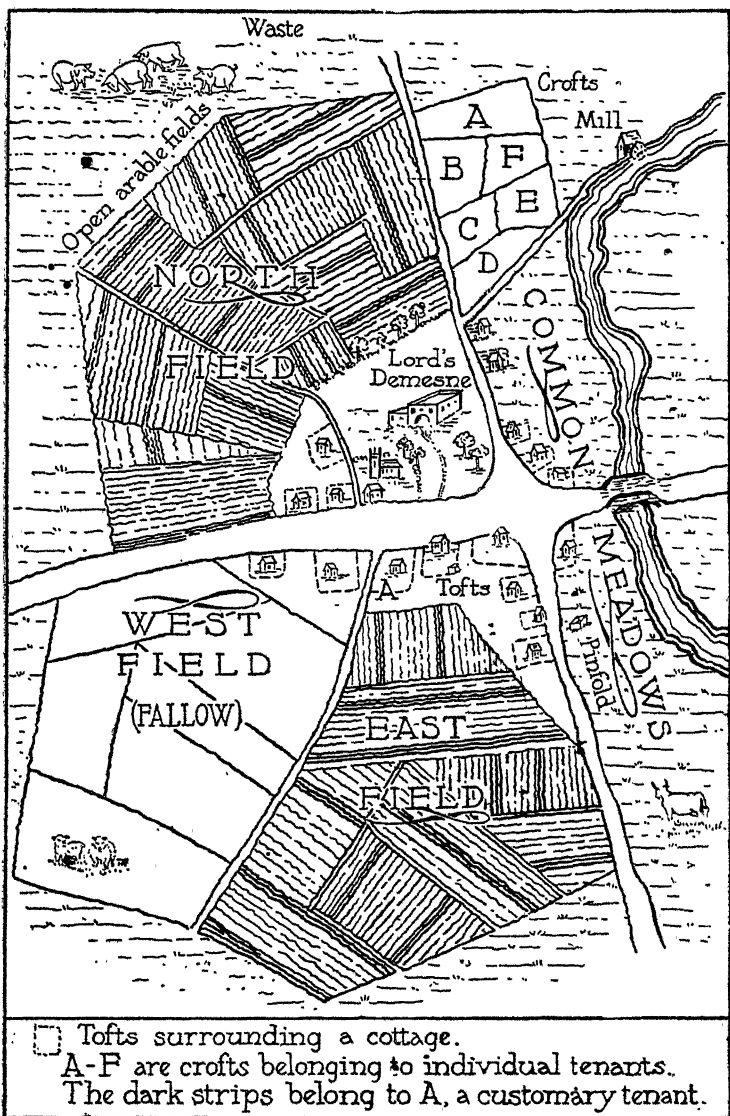 Waste
Crofts
Mill
Open arable fields
A
B
F
E
C
D
NORTH
FIELD
COMMON
Lord's
Demesne
A
Tofts
MEADOWS
Pinfold
WEST
FIELD
(FALLOW)
EAST
FIELD
Tofts surrounding a cottage.
A-F are crofts belonging to individual tenants.
The dark strips belong to A, a customary tenant.